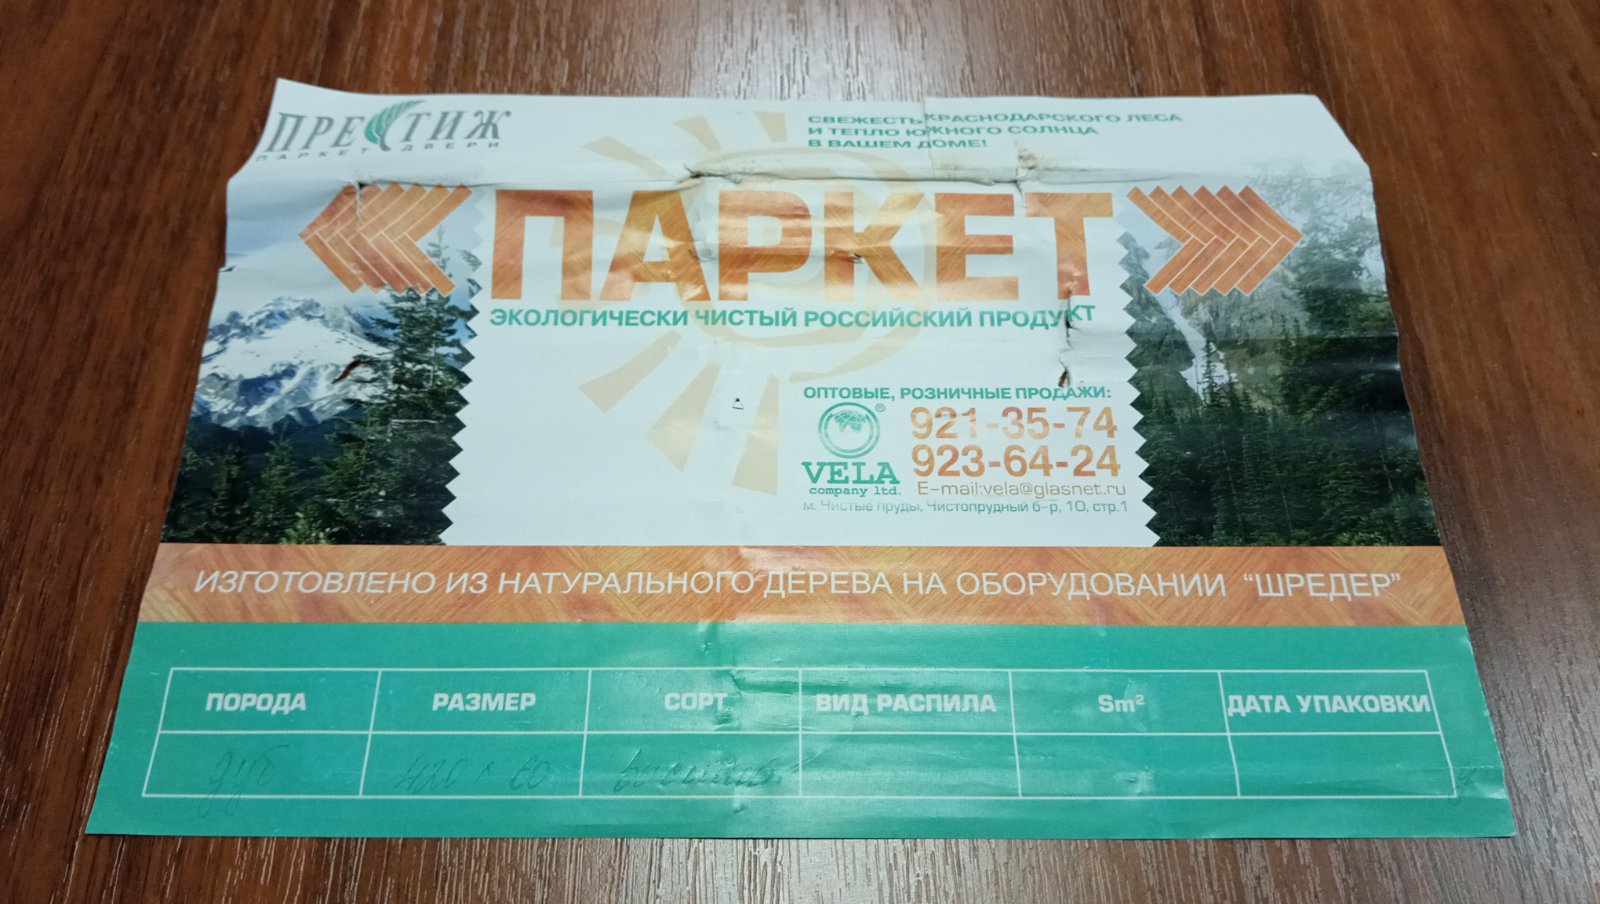 ПРЕСТИЖ
ПАРКЕТ ДВЕРИ
СВЕЖЕСТЬ КРАСНОДАРСКОГО ЛЕСА
И ТЕПЛО ЮЖНОГО СОЛНЦА
В ВАШЕМ ДОМЕ!
ПАРКЕТ
ЭКОЛОГИЧЕСКИ ЧИСТЫЙ РОССИЙСКИЙ ПРОДУКТ
ОПТОВЫЕ, РОЗНИЧНЫЕ ПРОДАЖИ:
®
921-35-74
VELA 923-64-24
company ltd. E-mail:vela@glasnet.ru
м. Чистые пруды, Чистопрудный б-р, 10, стр.1
ИЗГОТОВЛЕНО ИЗ НАТУРАЛЬНОГО ДЕРЕВА НА ОБОРУДОВАНИИ "ШРЕДЕР"
ПОРОДА РАЗМЕР СОРТ ВИД РАСПИЛА Sm² ДАТА УПАКОВКИ
дуб 420 60